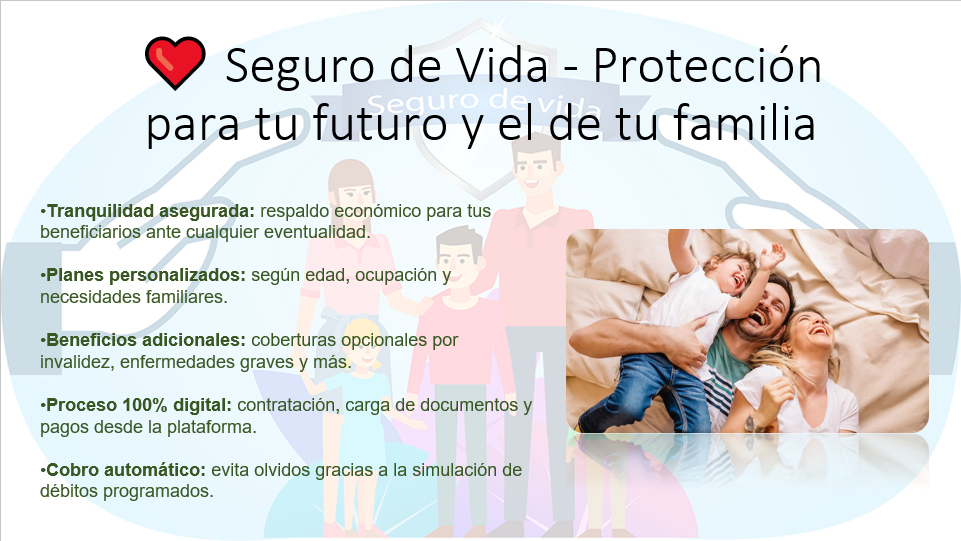 ❤ Seguro de Vida - Protección
para tu futuro y el de tu familia
Seguro de vida
•Tranquilidad asegurada: respaldo económico para tus
beneficiarios ante cualquier eventualidad.
•Planes personalizados: según edad, ocupación y
necesidades familiares.
•Beneficios adicionales: coberturas opcionales por
invalidez, enfermedades graves y más.
•Proceso 100% digital: contratación, carga de documentos y
pagos desde la plataforma.
•Cobro automático: evita olvidos gracias a la simulación de
débitos programados.